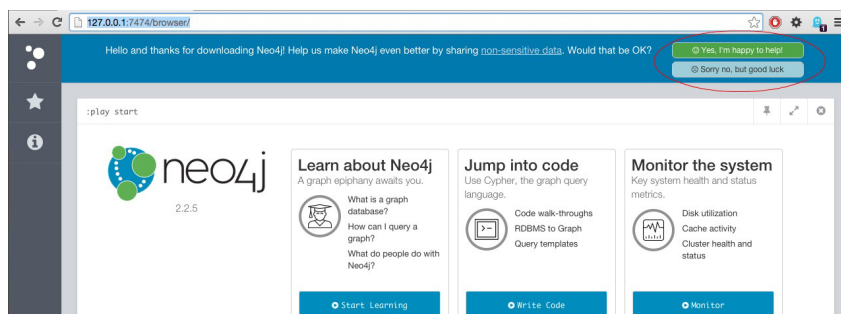 127.0.0.1:7474/browser/
Hello and thanks for downloading Neo4j! Help us make Neo4j even better by sharing non-sensitive data. Would that be OK?
Yes, I'm happy to help!
Sorry no, but good luck
:play start
neo4j
2.2.5
Learn about Neo4j
A graph epiphany awaits you.
What is a graph
database?
How can I query a
graph?
What do people do with
Neo4j?
Start Learning
Jump into code
Use Cypher, the graph query
language.
Code walk-throughs
RDBMS to Graph
Query templates
Write Code
Monitor the system
Key system health and status
metrics.
Disk utilization
Cache activity
Cluster health and
status
Monitor